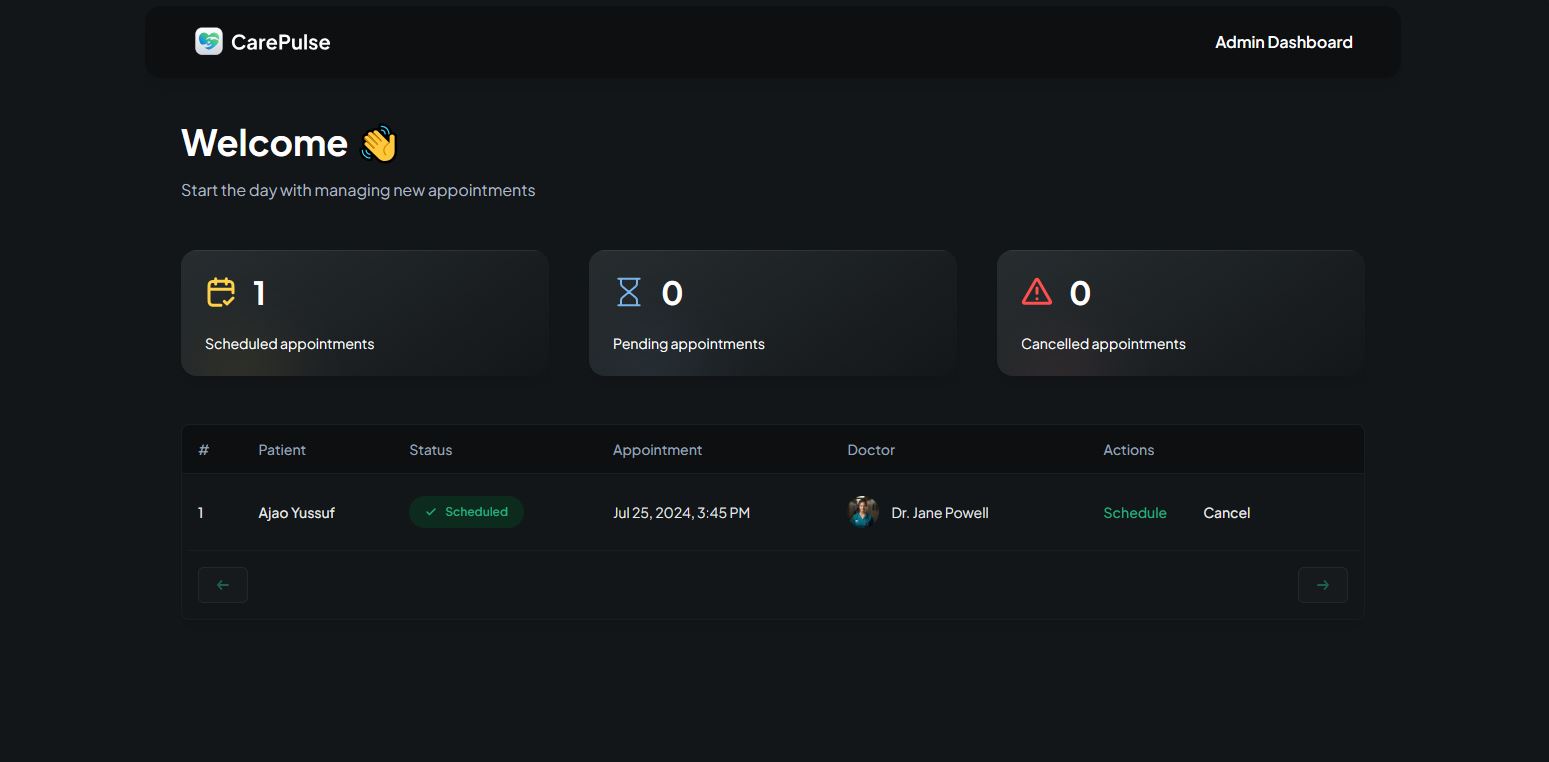 CarePulse
Admin Dashboard
Welcome 👋
Start the day with managing new appointments
1
Scheduled appointments
0
Pending appointments
0
Cancelled appointments
# Patient Status Appointment Doctor Actions
1 Ajao Yussuf Scheduled Jul 25, 2024, 3:45 PM Dr. Jane Powell Schedule Cancel